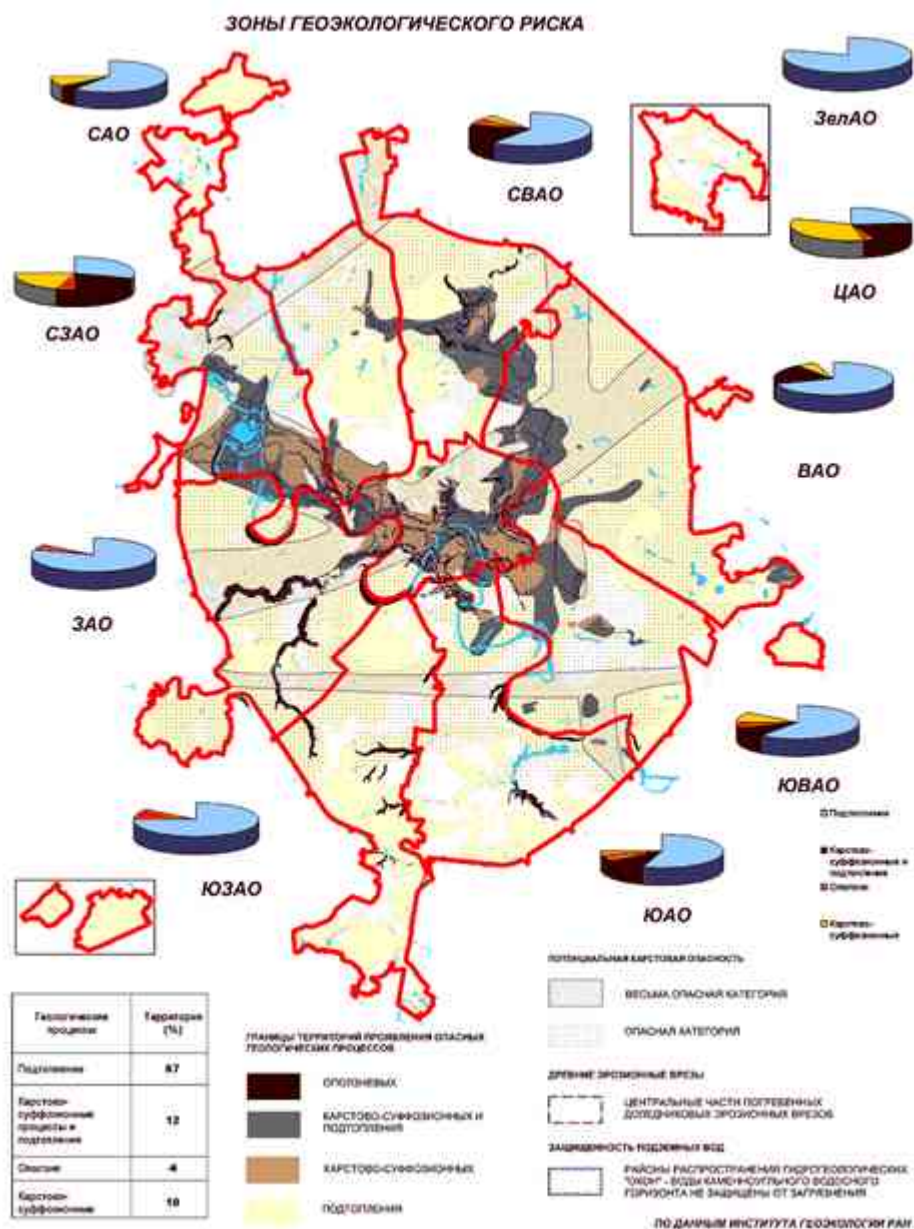 ЗОНЫ ГЕОЭКОЛОГИЧЕСКОГО РИСКА
САО
СВАО
ЗелАО
СЗАО
ЦАО
ВАО
ЗАО
ЮВАО
ЮЗАО
ЮАО
Подтопление
Карстово-
суффозионные и
подтопление
Оползни
Карстово-
суффозионные
Геологические
процессы
Территория
(%)
Подтопление
Карстово-
суффозионные
процессы и
подтопление
12
Оползни
4
Карстово-
суффозионные
10
ГРАНИЦЫ ТЕРРИТОРИЙ ПРОЯВЛЕНИЯ ОПАСНЫХ
ГЕОЛОГИЧЕСКИХ ПРОЦЕССОВ
ОПОЛЗНЕВЫХ
КАРСТОВО-СУФФОЗИОННЫХ И
ПОДТОПЛЕНИЯ
КАРСТОВО-СУФФОЗИОННЫХ
ПОДТОПЛЕНИЯ
ПОТЕНЦИАЛЬНАЯ КАРСТОВАЯ ОПАСНОСТЬ
ВЕСЬМА ОПАСНАЯ КАТЕГОРИЯ
ОПАСНАЯ КАТЕГОРИЯ
ДРЕВНИЕ ЭРОЗИОННЫЕ ВРЕЗЫ
ЦЕНТРАЛЬНЫЕ ЧАСТИ ПОГРЕБЕННЫХ
ДОЛЕДНИКОВЫХ ЭРОЗИОННЫХ ВРЕЗОВ
ЗАЩИЩЕННОСТЬ ПОДЗЕМНЫХ ВОД
РАЙОНЫ РАСПРОСТРАНЕНИЯ ГИДРОГЕОЛОГИЧЕСКИХ
"ОКОН" - ВОДЫ КАМЕННОУГОЛЬНОГО ВОДОНОСНОГО
ГОРИЗОНТА НЕ ЗАЩИЩЕНЫ ОТ ЗАГРЯЗНЕНИЯ
ПО ДАННЫМ ИНСТИТУТА ГЕОЭКОЛОГИИ РАН